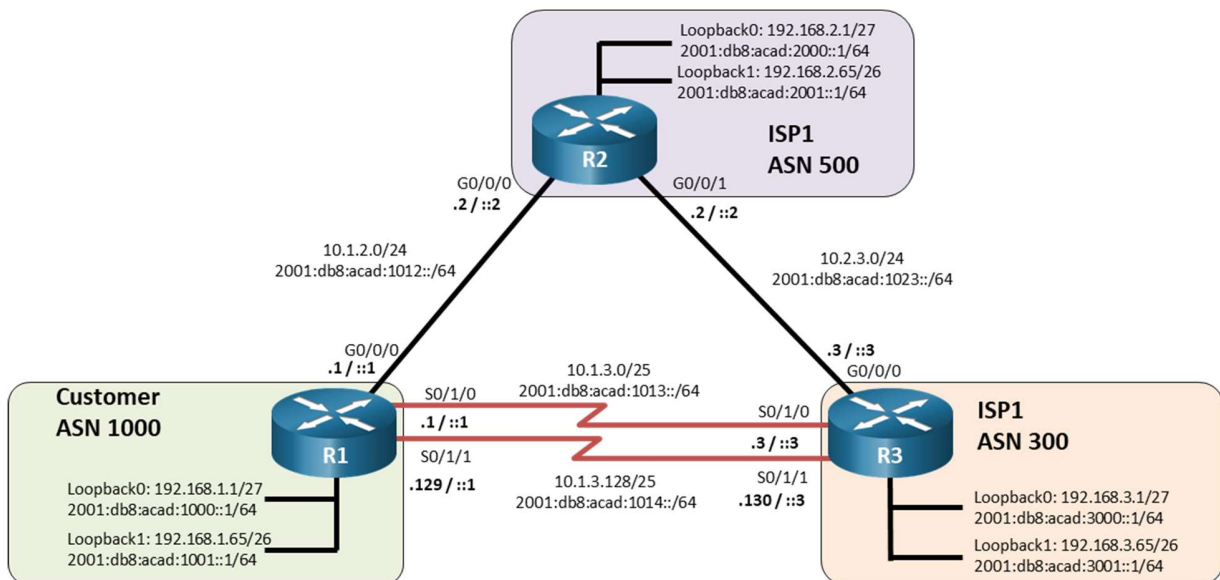 Loopback0: 192.168.2.1/27
2001:db8:acad:2000::1/64
Loopback1: 192.168.2.65/26
2001:db8:acad:2001::1/64
ISP1
ASN 500
R2
G0/0/0
.2 / ::2
G0/0/1
.2 / ::2
10.1.2.0/24
2001:db8:acad:1012::/64
10.2.3.0/24
2001:db8:acad:1023::/64
G0/0/0
.1 / ::1
.3 / ::3
G0/0/0
Customer
ASN 1000
R1
S0/1/0
.1 / ::1
S0/1/1
.129 / ::1
10.1.3.0/25
2001:db8:acad:1013::/64
10.1.3.128/25
2001:db8:acad:1014::/64
S0/1/0
.3 / ::3
S0/1/1
.130 / ::3
R3
ISP1
ASN 300
Loopback0: 192.168.1.1/27
2001:db8:acad:1000::1/64
Loopback1: 192.168.1.65/26
2001:db8:acad:1001::1/64
Loopback0: 192.168.3.1/27
2001:db8:acad:3000::1/64
Loopback1: 192.168.3.65/26
2001:db8:acad:3001::1/64